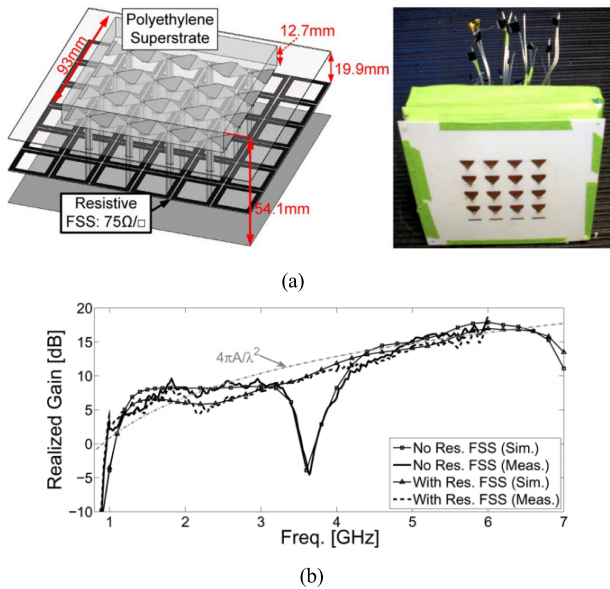 Polyethylene
Superstrate
12.7mm
93mm
19.9mm
Resistive
FSS: 75Ω/□
54.1mm
(a)
Realized Gain [dB]
20
15
10
5
0
−5
−10
4πA/λ²
No Res. FSS (Sim.)
No Res. FSS (Meas.)
With Res. FSS (Sim.)
With Res. FSS (Meas.)
1 2 3 4 5 6 7
Freq. [GHz]
(b)